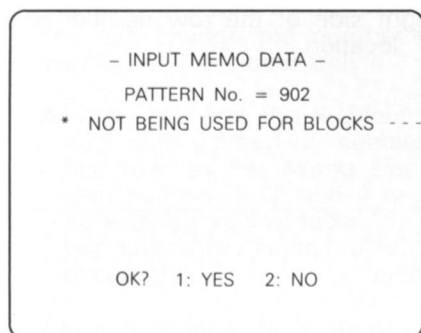 – INPUT MEMO DATA –
PATTERN No. = 902
* NOT BEING USED FOR BLOCKS - - -
OK? 1: YES 2: NO